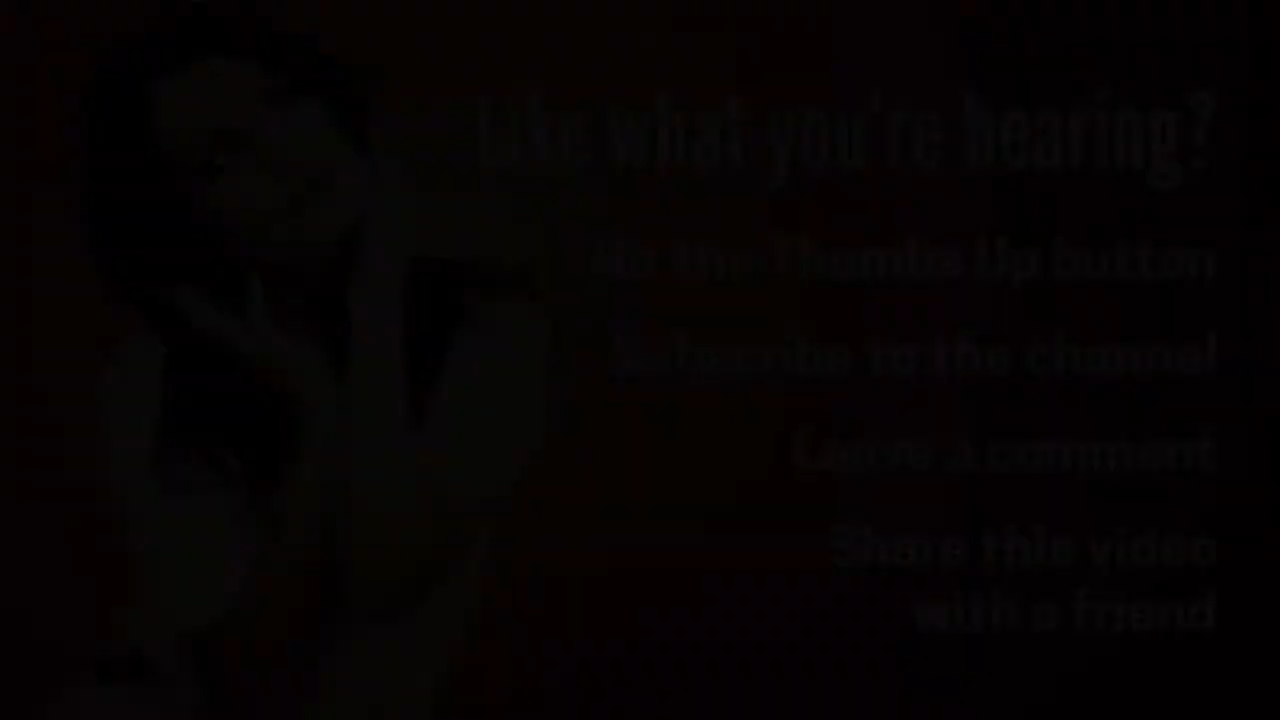 Like what you're hearing?
Hit the Thumbs Up button
Subscribe to the channel
Leave a comment
Share this video
with a friend